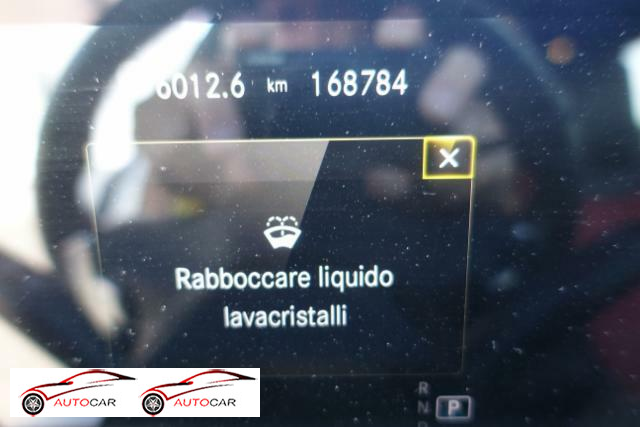 6012.6 km 168784
X
Rabboccare liquido
lavacristalli
R
N
P
AUTOCAR AUTOCAR